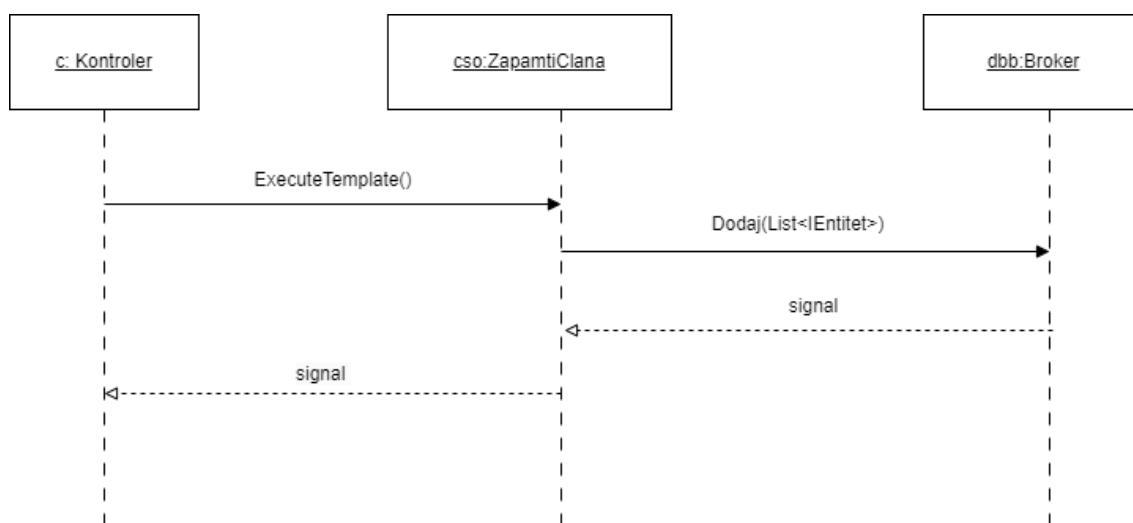 c: Kontroler
cso:ZapamtiClana
dbb:Broker
ExecuteTemplate()
Dodaj(List<IEntitet>)
signal
signal